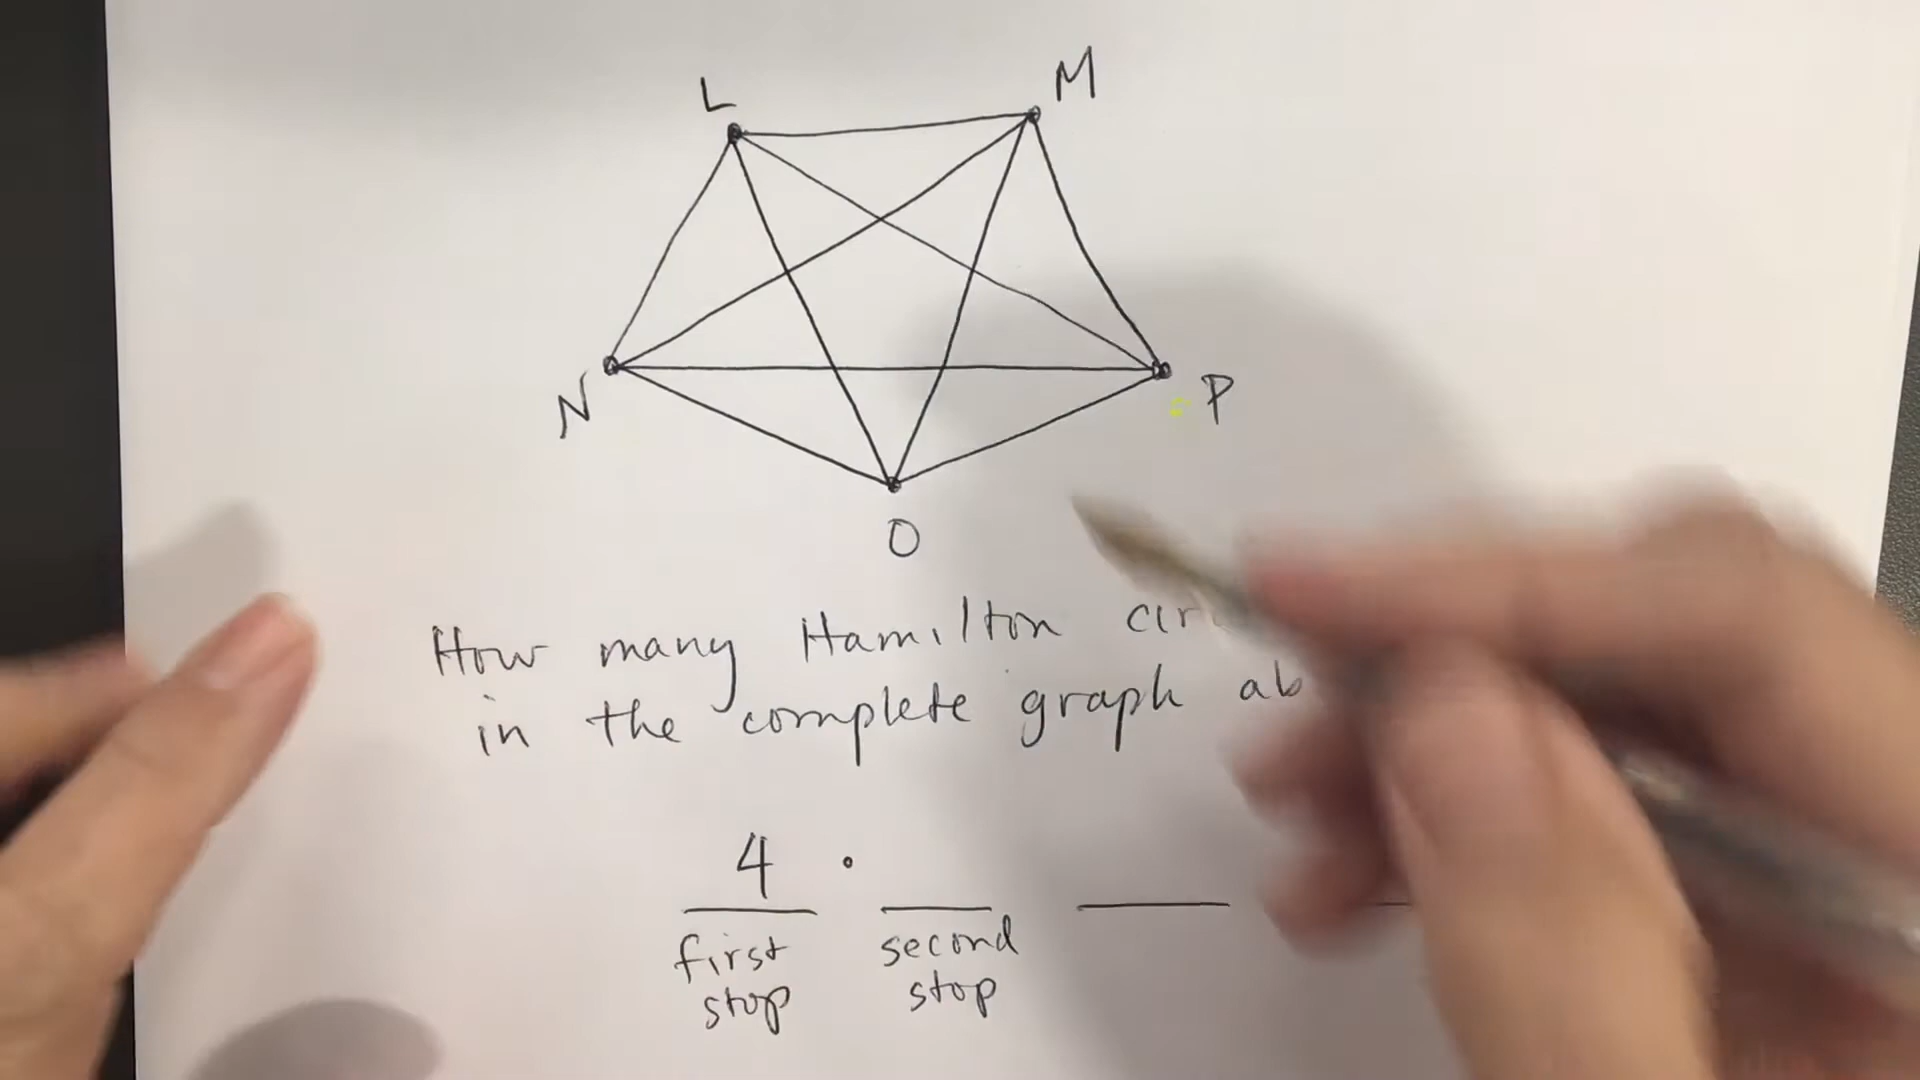 L
M
N
P
O
How many Hamilton
in the complete graph
4 ·
first second
stop stop